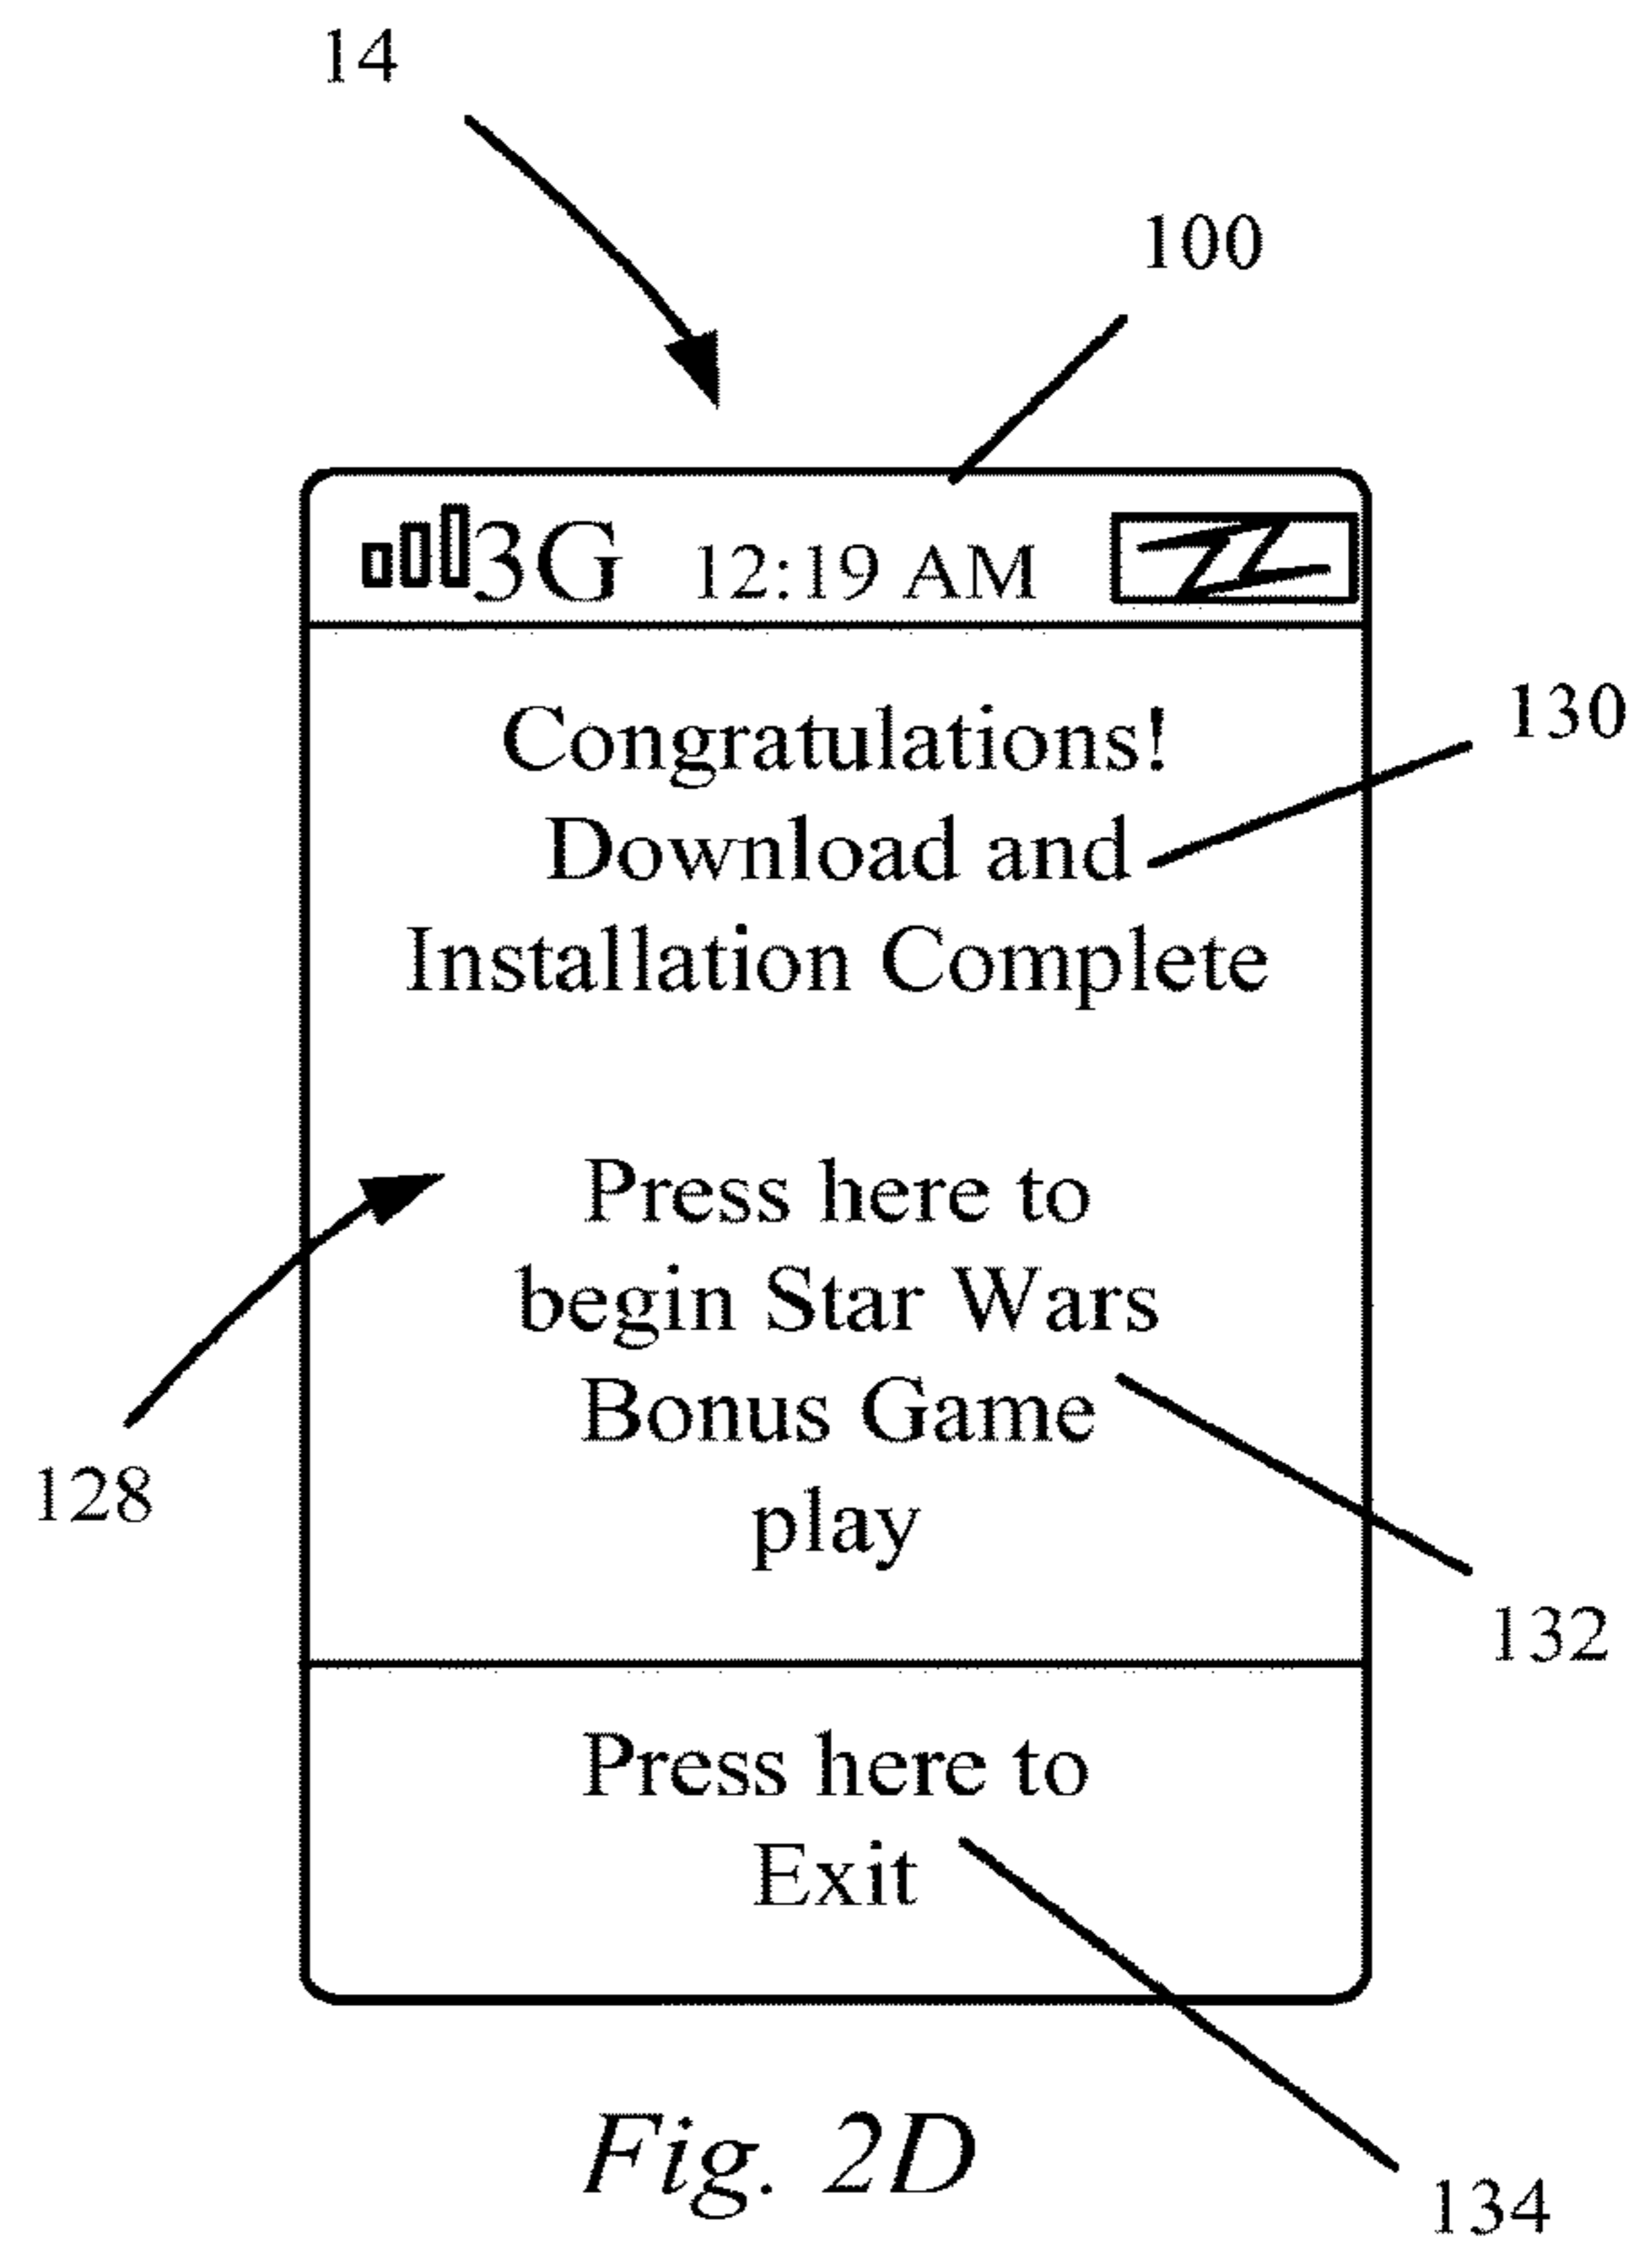 14
100
3G 12:19 AM
Congratulations!
130
Download and
Installation Complete
Press here to
begin Star Wars
Bonus Game
128
play
132
Press here to
Exit
Fig. 2D
134